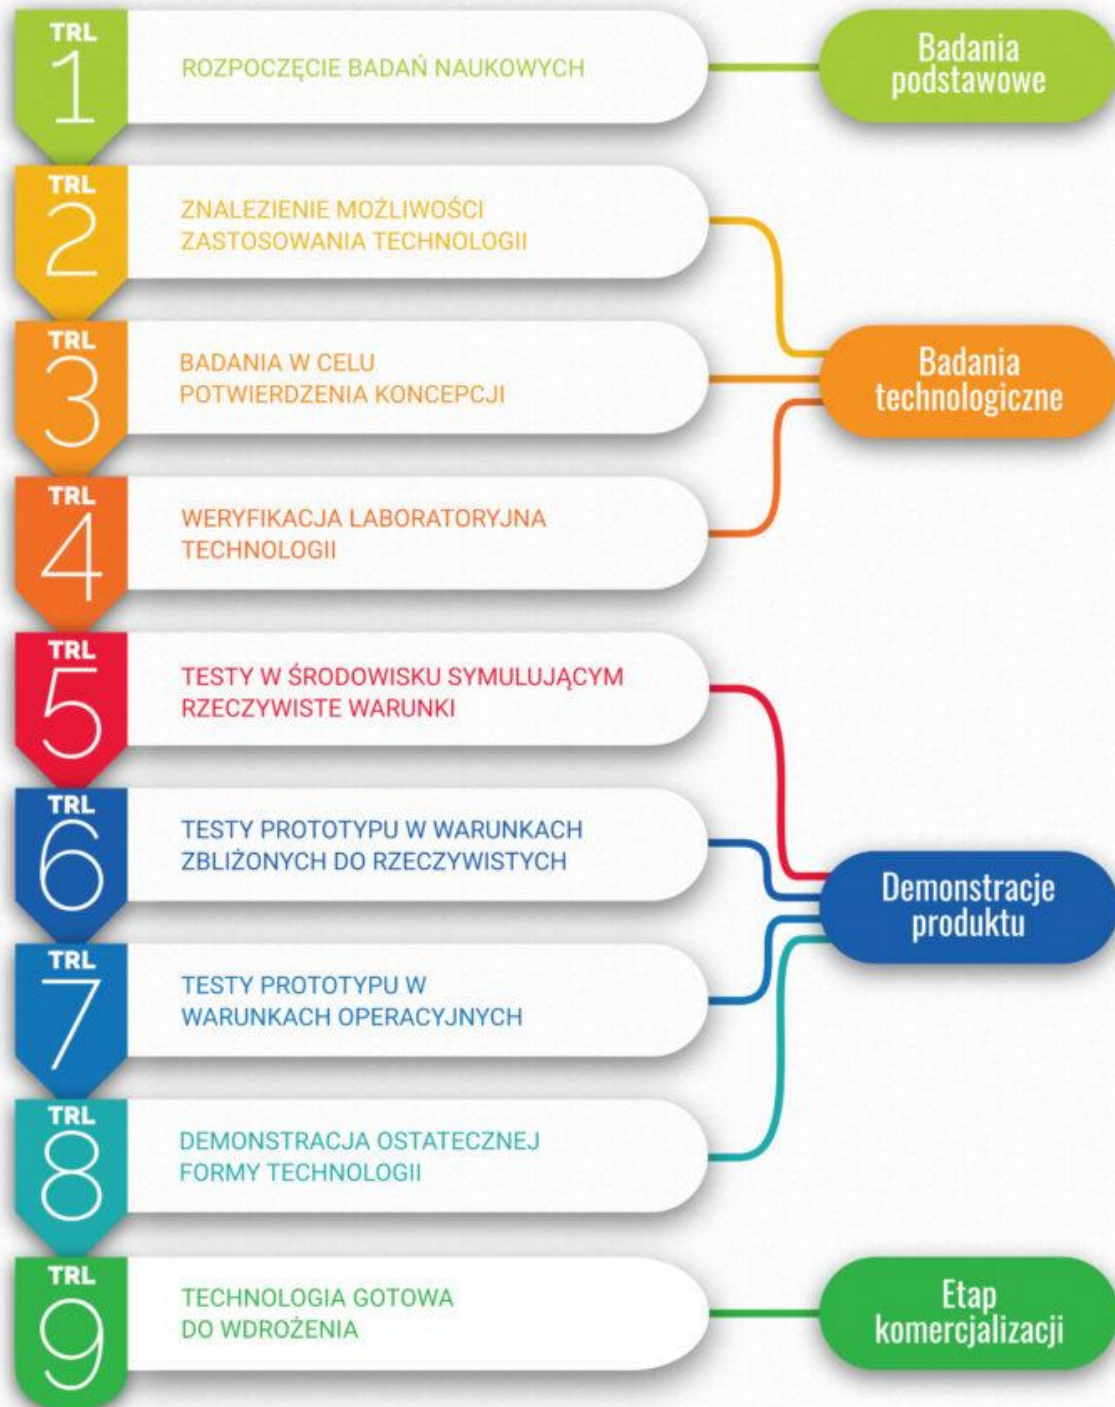 TRL
1
ROZPOCZĘCIE BADAŃ NAUKOWYCH
Badania
podstawowe
TRL
2
ZNALEZIENIE MOŻLIWOŚCI
ZASTOSOWANIA TECHNOLOGII
TRL
3
BADANIA W CELU
POTWIERDZENIA KONCEPCJI
Badania
technologiczne
TRL
4
WERYFIKACJA LABORATORYJNA
TECHNOLOGII
TRL
5
TESTY W ŚRODOWISKU SYMULUJĄCYM
RZECZYWISTE WARUNKI
TRL
6
TESTY PROTOTYPU W WARUNKACH
ZBLIŻONYCH DO RZECZYWISTYCH
Demonstracje
produktu
TRL
7
TESTY PROTOTYPU W
WARUNKACH OPERACYJNYCH
TRL
8
DEMONSTRACJA OSTATECZNEJ
FORMY TECHNOLOGII
TRL
9
TECHNOLOGIA GOTOWA
DO WDROŻENIA
Etap
komercjalizacji